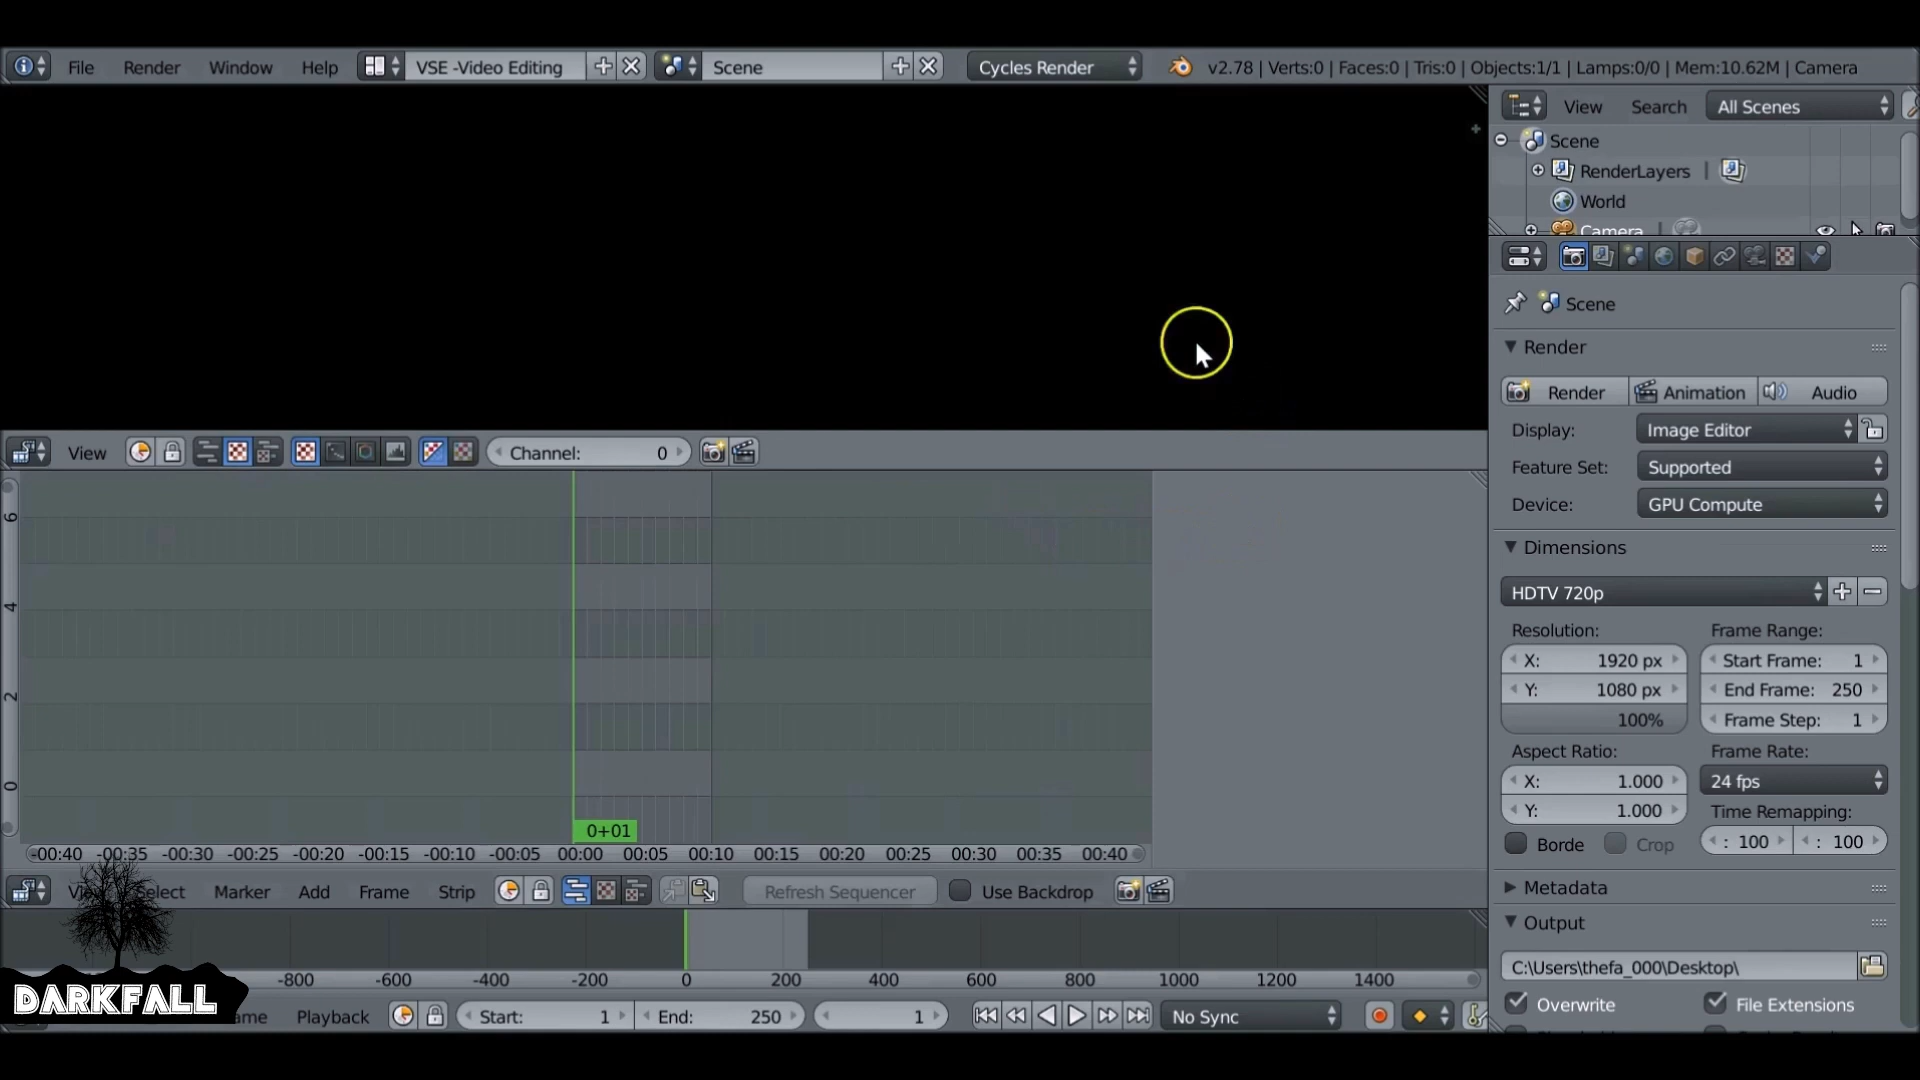 File Render Window Help VSE -Video Editing Scene Cycles Render v2.78 | Verts:0 | Faces:0 | Tris:0 | Objects:1/1 | Lamps:0/0 | Mem:10.62M | Camera
View Search All Scenes
Scene
RenderLayers
World
Camera
Scene
Render
Render Animation Audio
Display: Image Editor
Feature Set: Supported
Device: GPU Compute
View Channel: 0
Dimensions
HDTV 720p
Resolution: Frame Range:
X: 1920 px Start Frame: 1
Y: 1080 px End Frame: 250
100% Frame Step: 1
Aspect Ratio: Frame Rate:
X: 1.000 24 fps
Y: 1.000 Time Remapping:
Borde Crop : 100 : 100
Metadata
Output
C:\Users\thefa_000\Desktop\
Overwrite File Extensions
6
4
2
0
0+01
-00:40 -00:35 -00:30 -00:25 -00:20 -00:15 -00:10 -00:05 00:00 00:05 00:10 00:15 00:20 00:25 00:30 00:35 00:40
Marker Add Frame Strip Refresh Sequencer Use Backdrop
-800 -600 -400 -200 0 200 400 600 800 1000 1200 1400
DARKFALL
Playback Start: 1 End: 250 1 No Sync